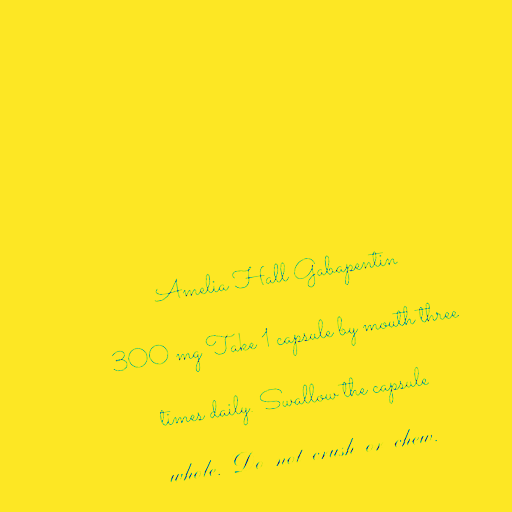 Amelia Hall Gabapentin
300 mg Take 1 capsule by mouth three
times daily. Swallow the capsule
whole. Do not crush or chew.